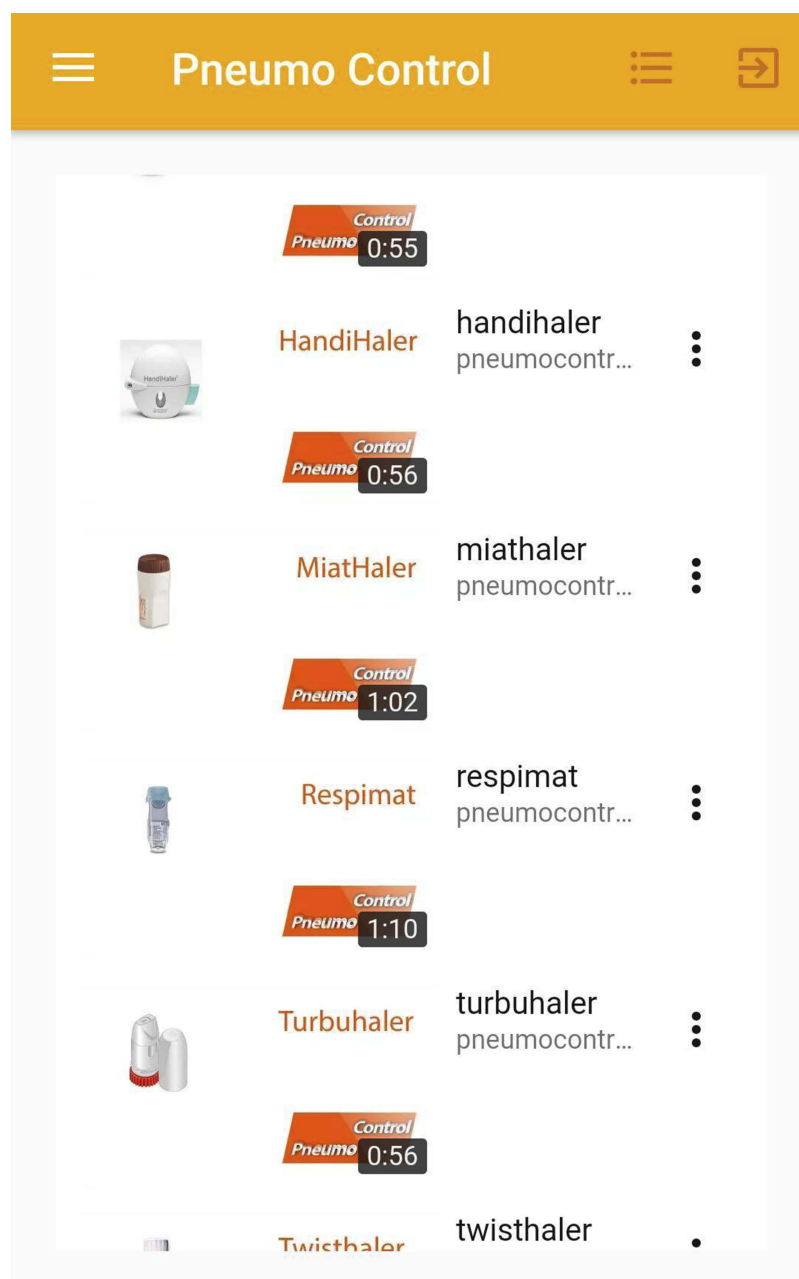 Pneumo Control
Control
Pneumo 0:55
HandiHaler
handihaler
pneumocontr...
HandiHaler
Control
Pneumo 0:56
MiatHaler
miathaler
pneumocontr...
Control
Pneumo 1:02
Respimat
respimat
pneumocontr...
Control
Pneumo 1:10
Turbuhaler
turbuhaler
pneumocontr...
Control
Pneumo 0:56
Twisthaler
twisthaler